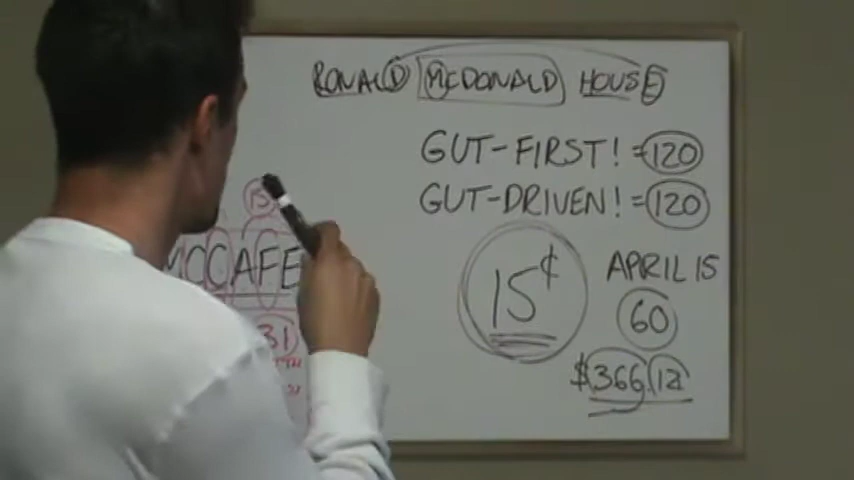 RONALD MCDONALD HOUSE
GUT-FIRST! = 120
GUT-DRIVEN! = 120
15
MCCAFE
15¢
APRIL 15
60
31
$366.12